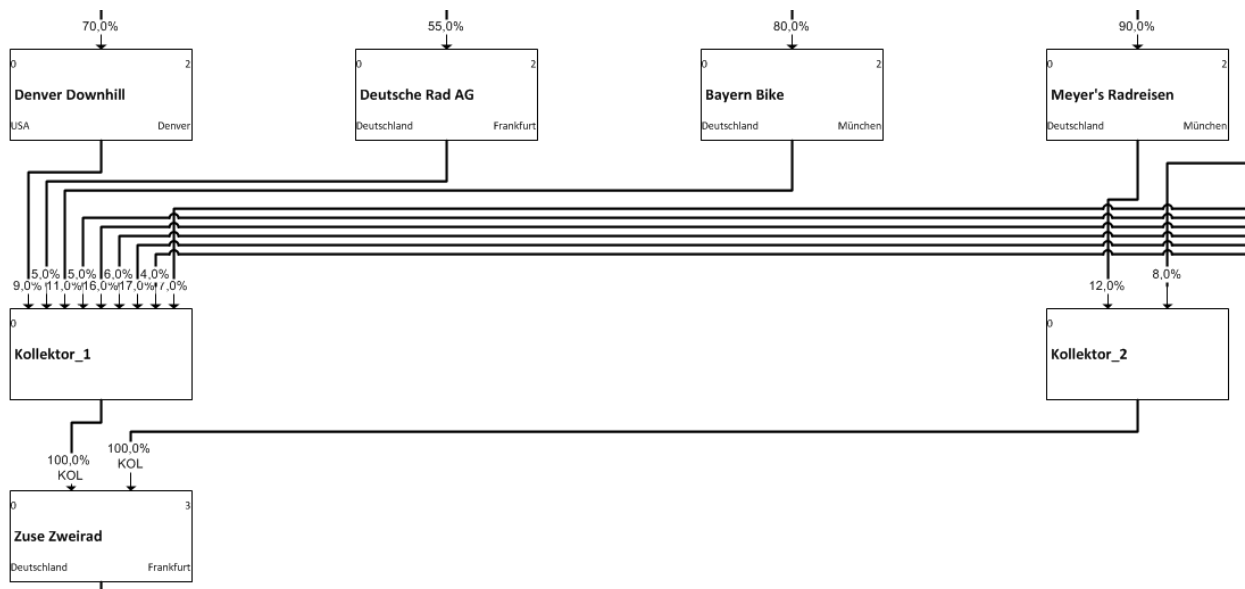 70,0%
55,0%
80,0%
90,0%
0 2
Denver Downhill
USA Denver
0 2
Deutsche Rad AG
Deutschland Frankfurt
0 2
Bayern Bike
Deutschland München
0 2
Meyer's Radreisen
Deutschland München
5,0% 5,0% 6,0% 4,0%
9,0% 11,0% 16,0% 17,0% 7,0%
12,0%
8,0%
0
Kollektor_1
0
Kollektor_2
100,0%
KOL
100,0%
KOL
0 3
Zuse Zweirad
Deutschland Frankfurt